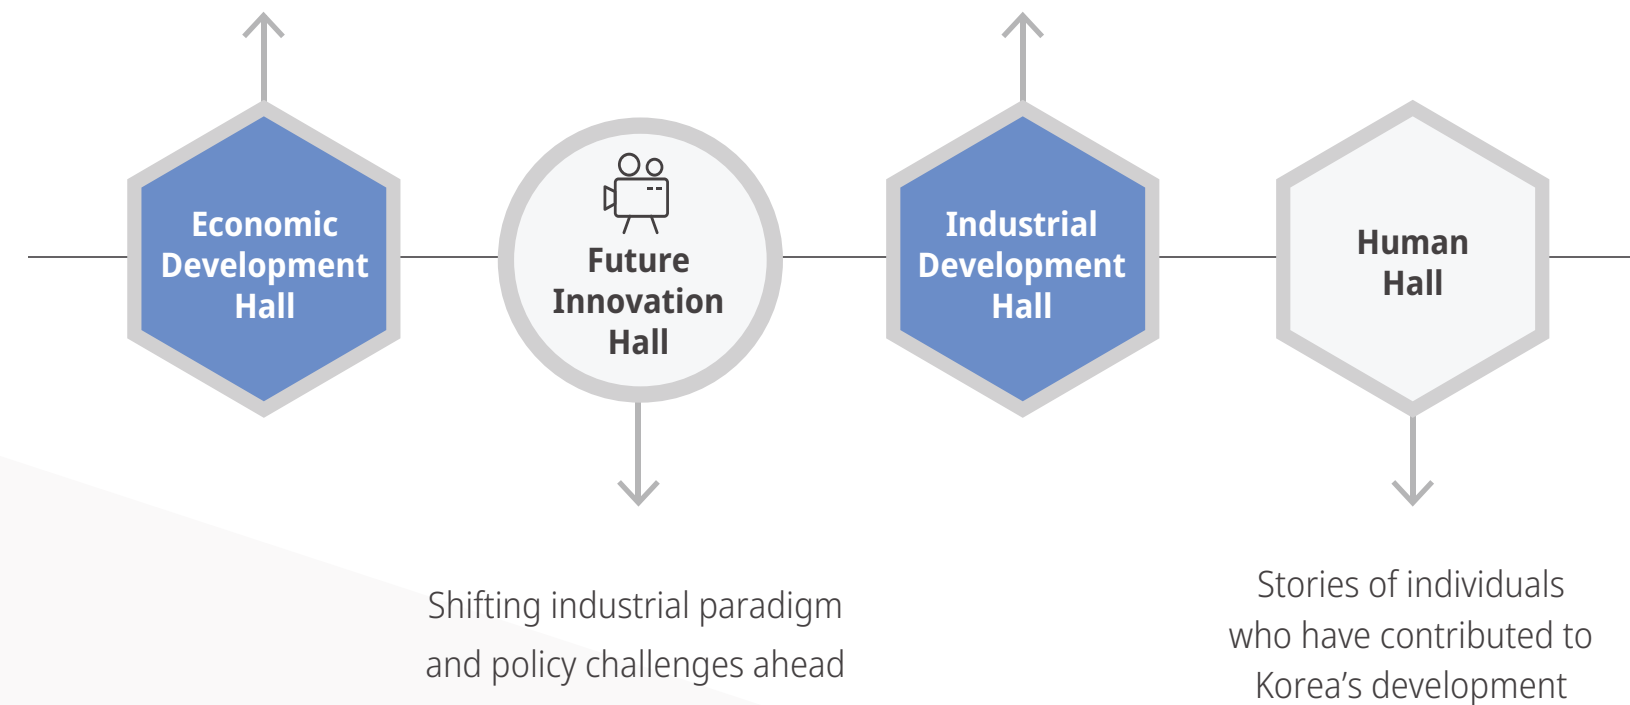 Economic
Development
Hall
Future
Innovation
Hall
Industrial
Development
Hall
Human
Hall
Shifting industrial paradigm
and policy challenges ahead
Stories of individuals
who have contributed to
Korea’s development